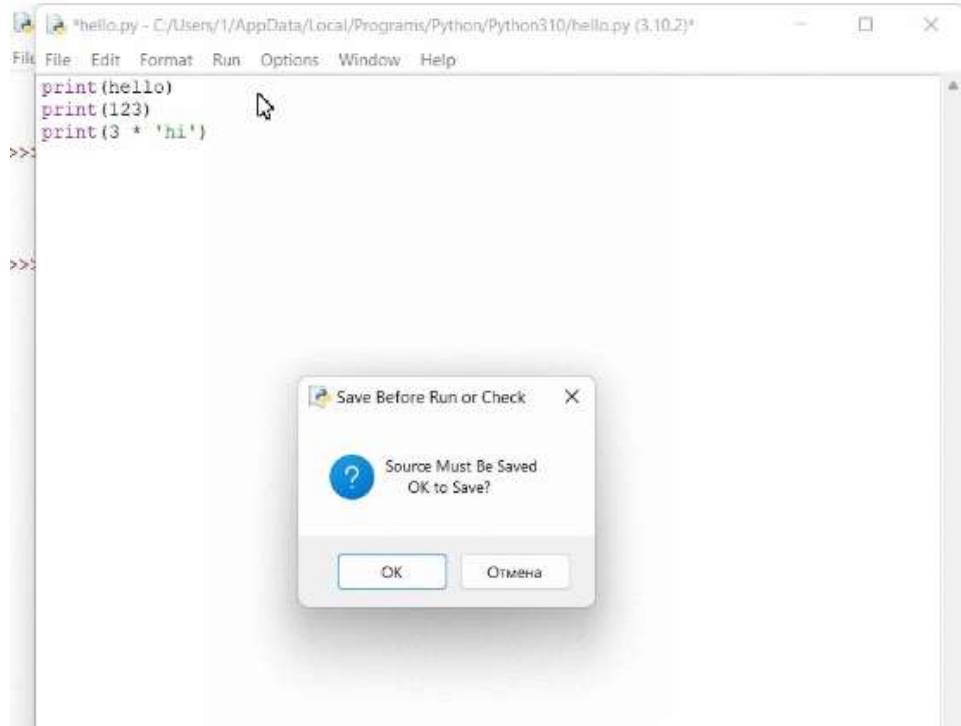 *hello.py - C:/Users/1/AppData/Local/Programs/Python/Python310/hello.py (3.10.2)*
File File Edit Format Run Options Window Help
print(hello)
print(123)
print(3 * 'hi')
>>>
>>>
Save Before Run or Check
Source Must Be Saved
OK to Save?
OK Отмена